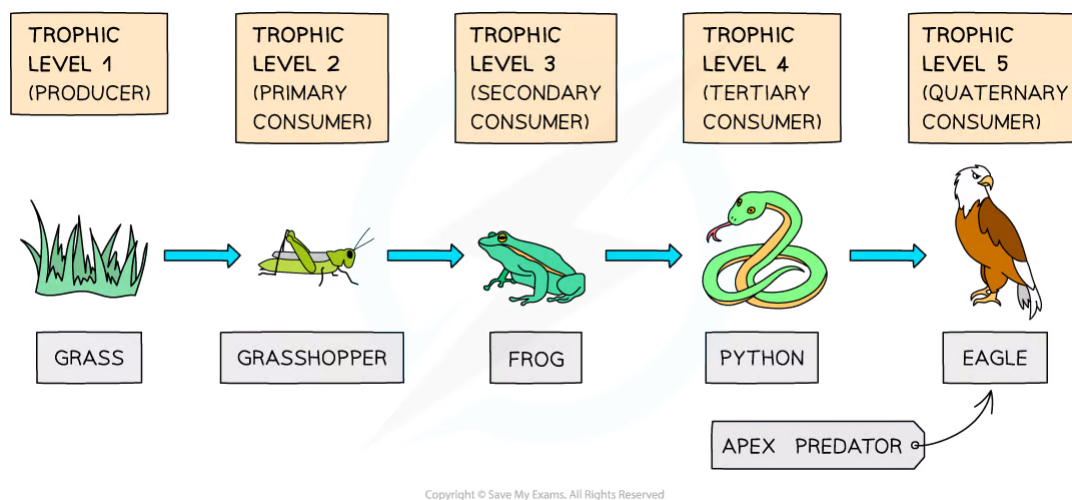 TROPHIC
LEVEL 1
(PRODUCER)
TROPHIC
LEVEL 2
(PRIMARY
CONSUMER)
TROPHIC
LEVEL 3
(SECONDARY
CONSUMER)
TROPHIC
LEVEL 4
(TERTIARY
CONSUMER)
TROPHIC
LEVEL 5
(QUATERNARY
CONSUMER)
GRASS
GRASSHOPPER
FROG
PYTHON
EAGLE
APEX PREDATOR
Copyright © Save My Exams. All Rights Reserved